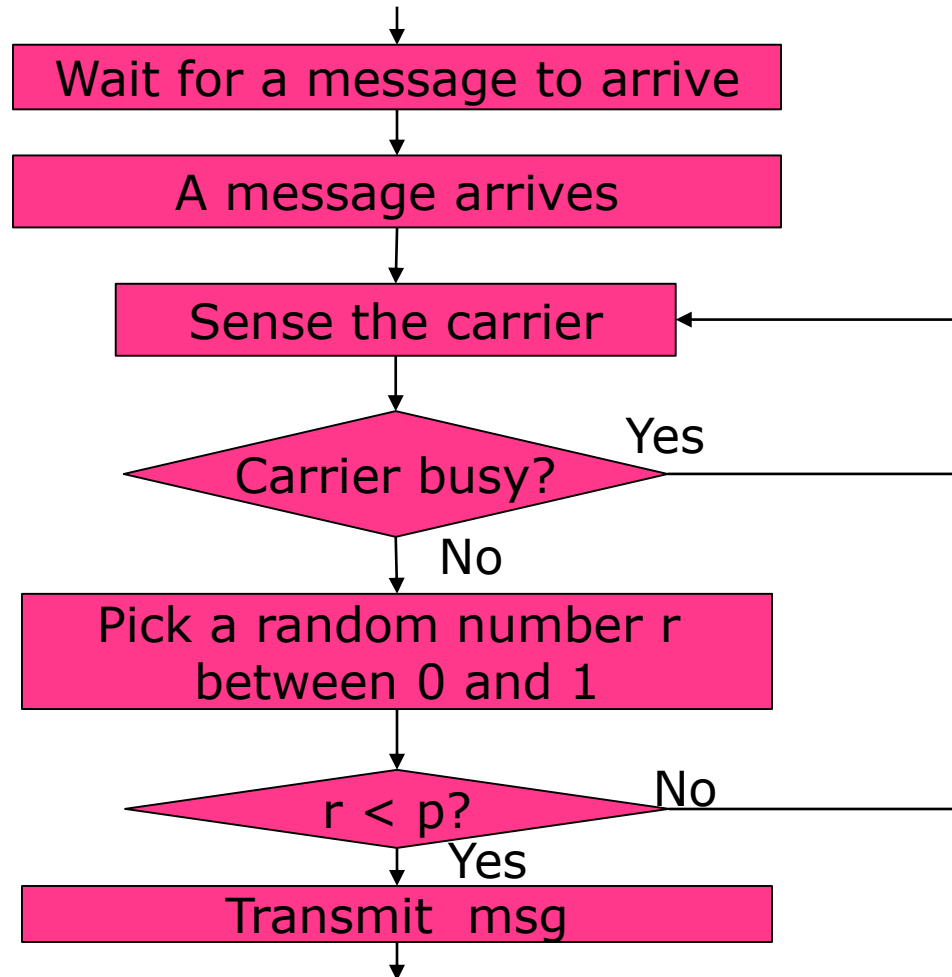 Wait for a message to arrive
A message arrives
Sense the carrier
Yes
Carrier busy?
No
Pick a random number r
between 0 and 1
No
r < p?
Yes
Transmit msg